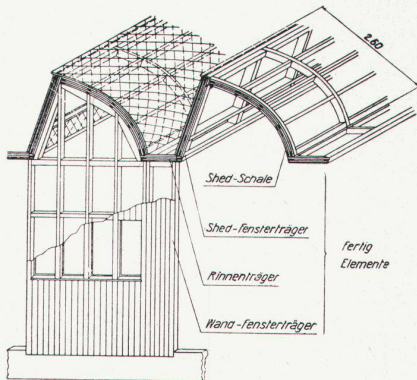 2,60
Shed-Schale
Shed-Fensterträger
Fertig
Elemente
Rinnenträger
Wand-Fensterträger